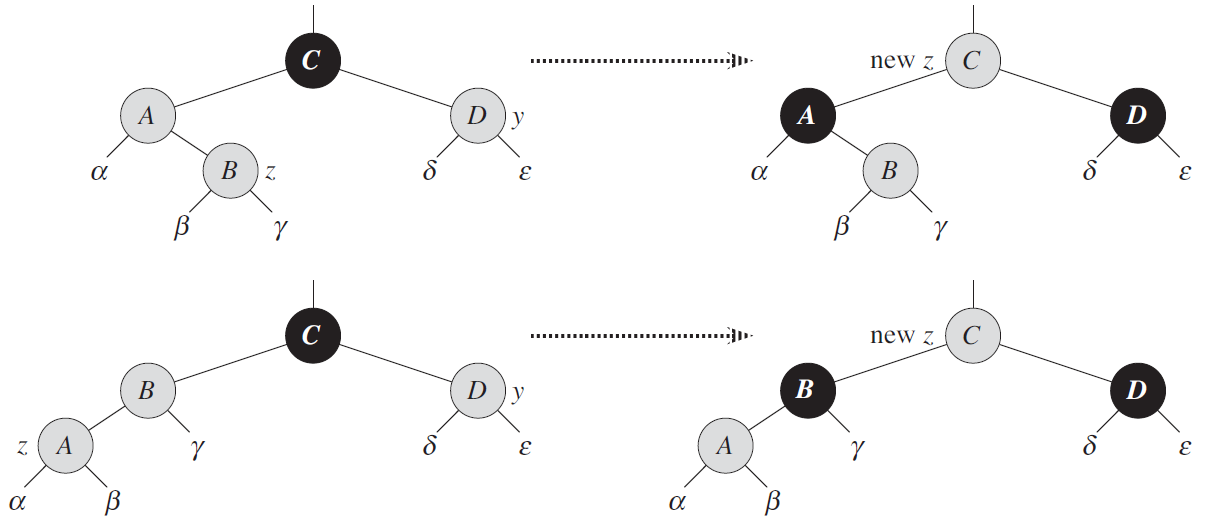 C new z C
A D y A D
α B z δ ε α B δ ε
β γ β γ
C new z C
B D y B D
z A γ δ ε A γ δ ε
α β α β